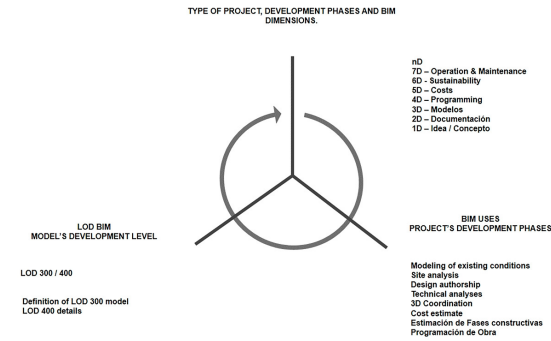 TYPE OF PROJECT, DEVELOPMENT PHASES AND BIM
DIMENSIONS.
nD
7D – Operation & Maintenance
6D - Sustainability
5D – Costs
4D – Programming
3D – Modelos
2D – Documentación
1D – Idea / Concepto
LOD BIM
MODEL'S DEVELOPMENT LEVEL
LOD 300 / 400
Definition of LOD 300 model
LOD 400 details
BIM USES
PROJECT'S DEVELOPMENT PHASES
Modeling of existing conditions
Site analysis
Design authorship
Technical analyses
3D Coordination
Cost estimate
Estimación de Fases constructivas
Programación de Obra